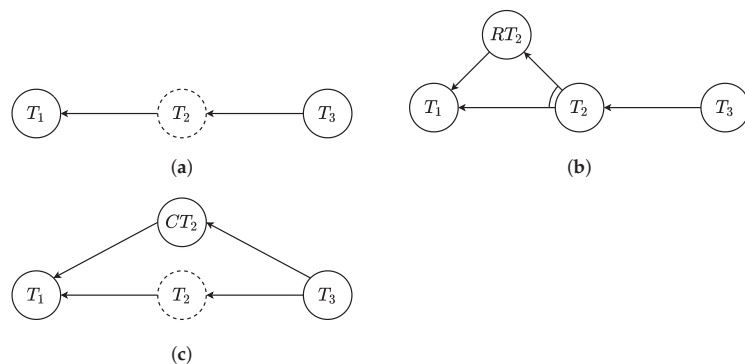 T₁ T₂ T₃
(a)
RT₂
T₁ T₂ T₃
(b)
CT₂
T₁ T₂ T₃
(c)